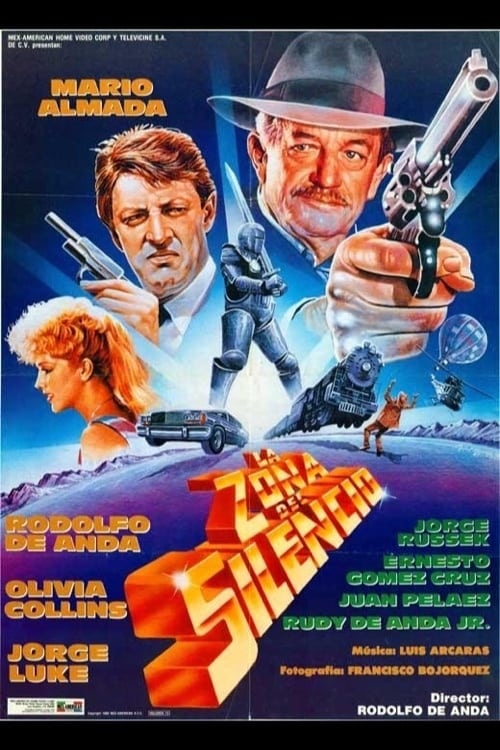 MEX-AMERICAN HOME VIDEO CORP Y TELEVICINE S.A.
DE C.V. presentan:
MARIO
ALMADA
LA
ZONA
DEL
SILENCIO
RODOLFO
DE ANDA
OLIVIA
COLLINS
JORGE
LUKE
JORGE
RUSSEK
ERNESTO
GOMEZ CRUZ
JUAN PELAEZ
RUDY DE ANDA JR.
Música: LUIS ARCARAS
Fotografía: FRANCISCO BOJORQUEZ
Director:
RODOLFO DE ANDA